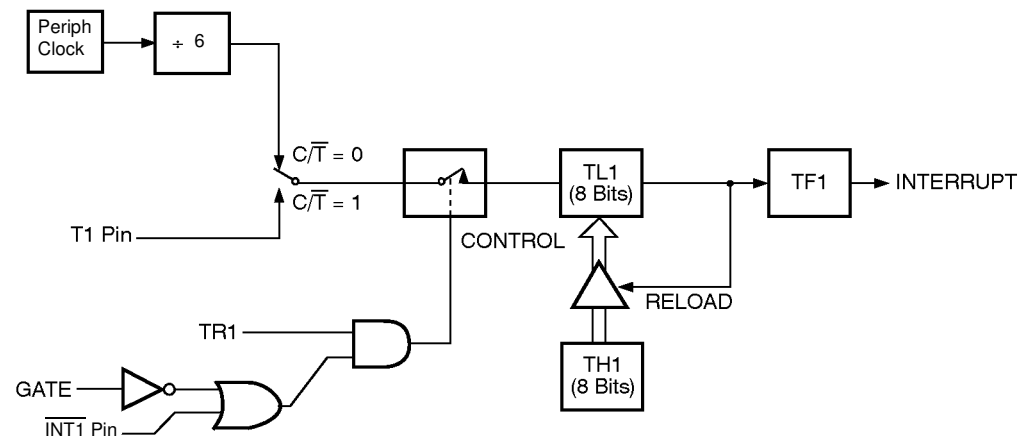 Periph
Clock
÷ 6
C/T̅ = 0
C/T̅ = 1
T1 Pin
TL1
(8 Bits)
TF1
INTERRUPT
CONTROL
RELOAD
TR1
TH1
(8 Bits)
GATE
I̅N̅T̅1̅ Pin